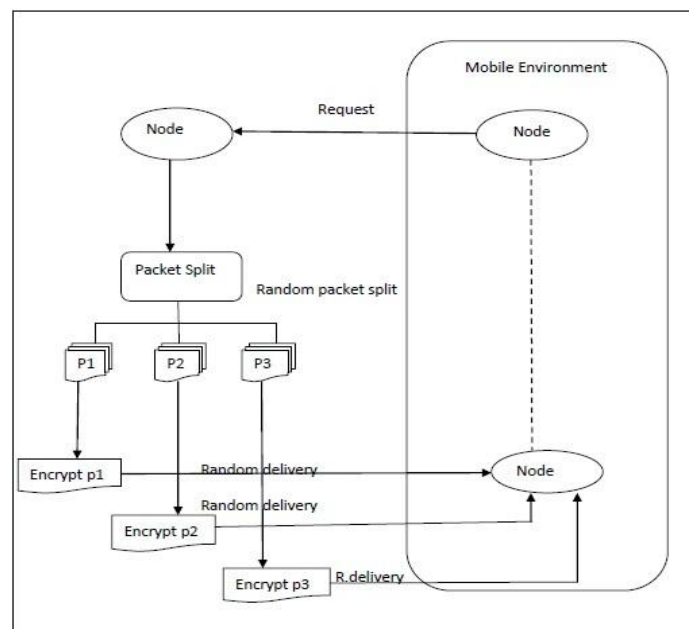 Mobile Environment
Request
Node
Node
Packet Split
Random packet split
P1
P2
P3
Encrypt p1
Random delivery
Node
Random delivery
Encrypt p2
Encrypt p3
R.delivery